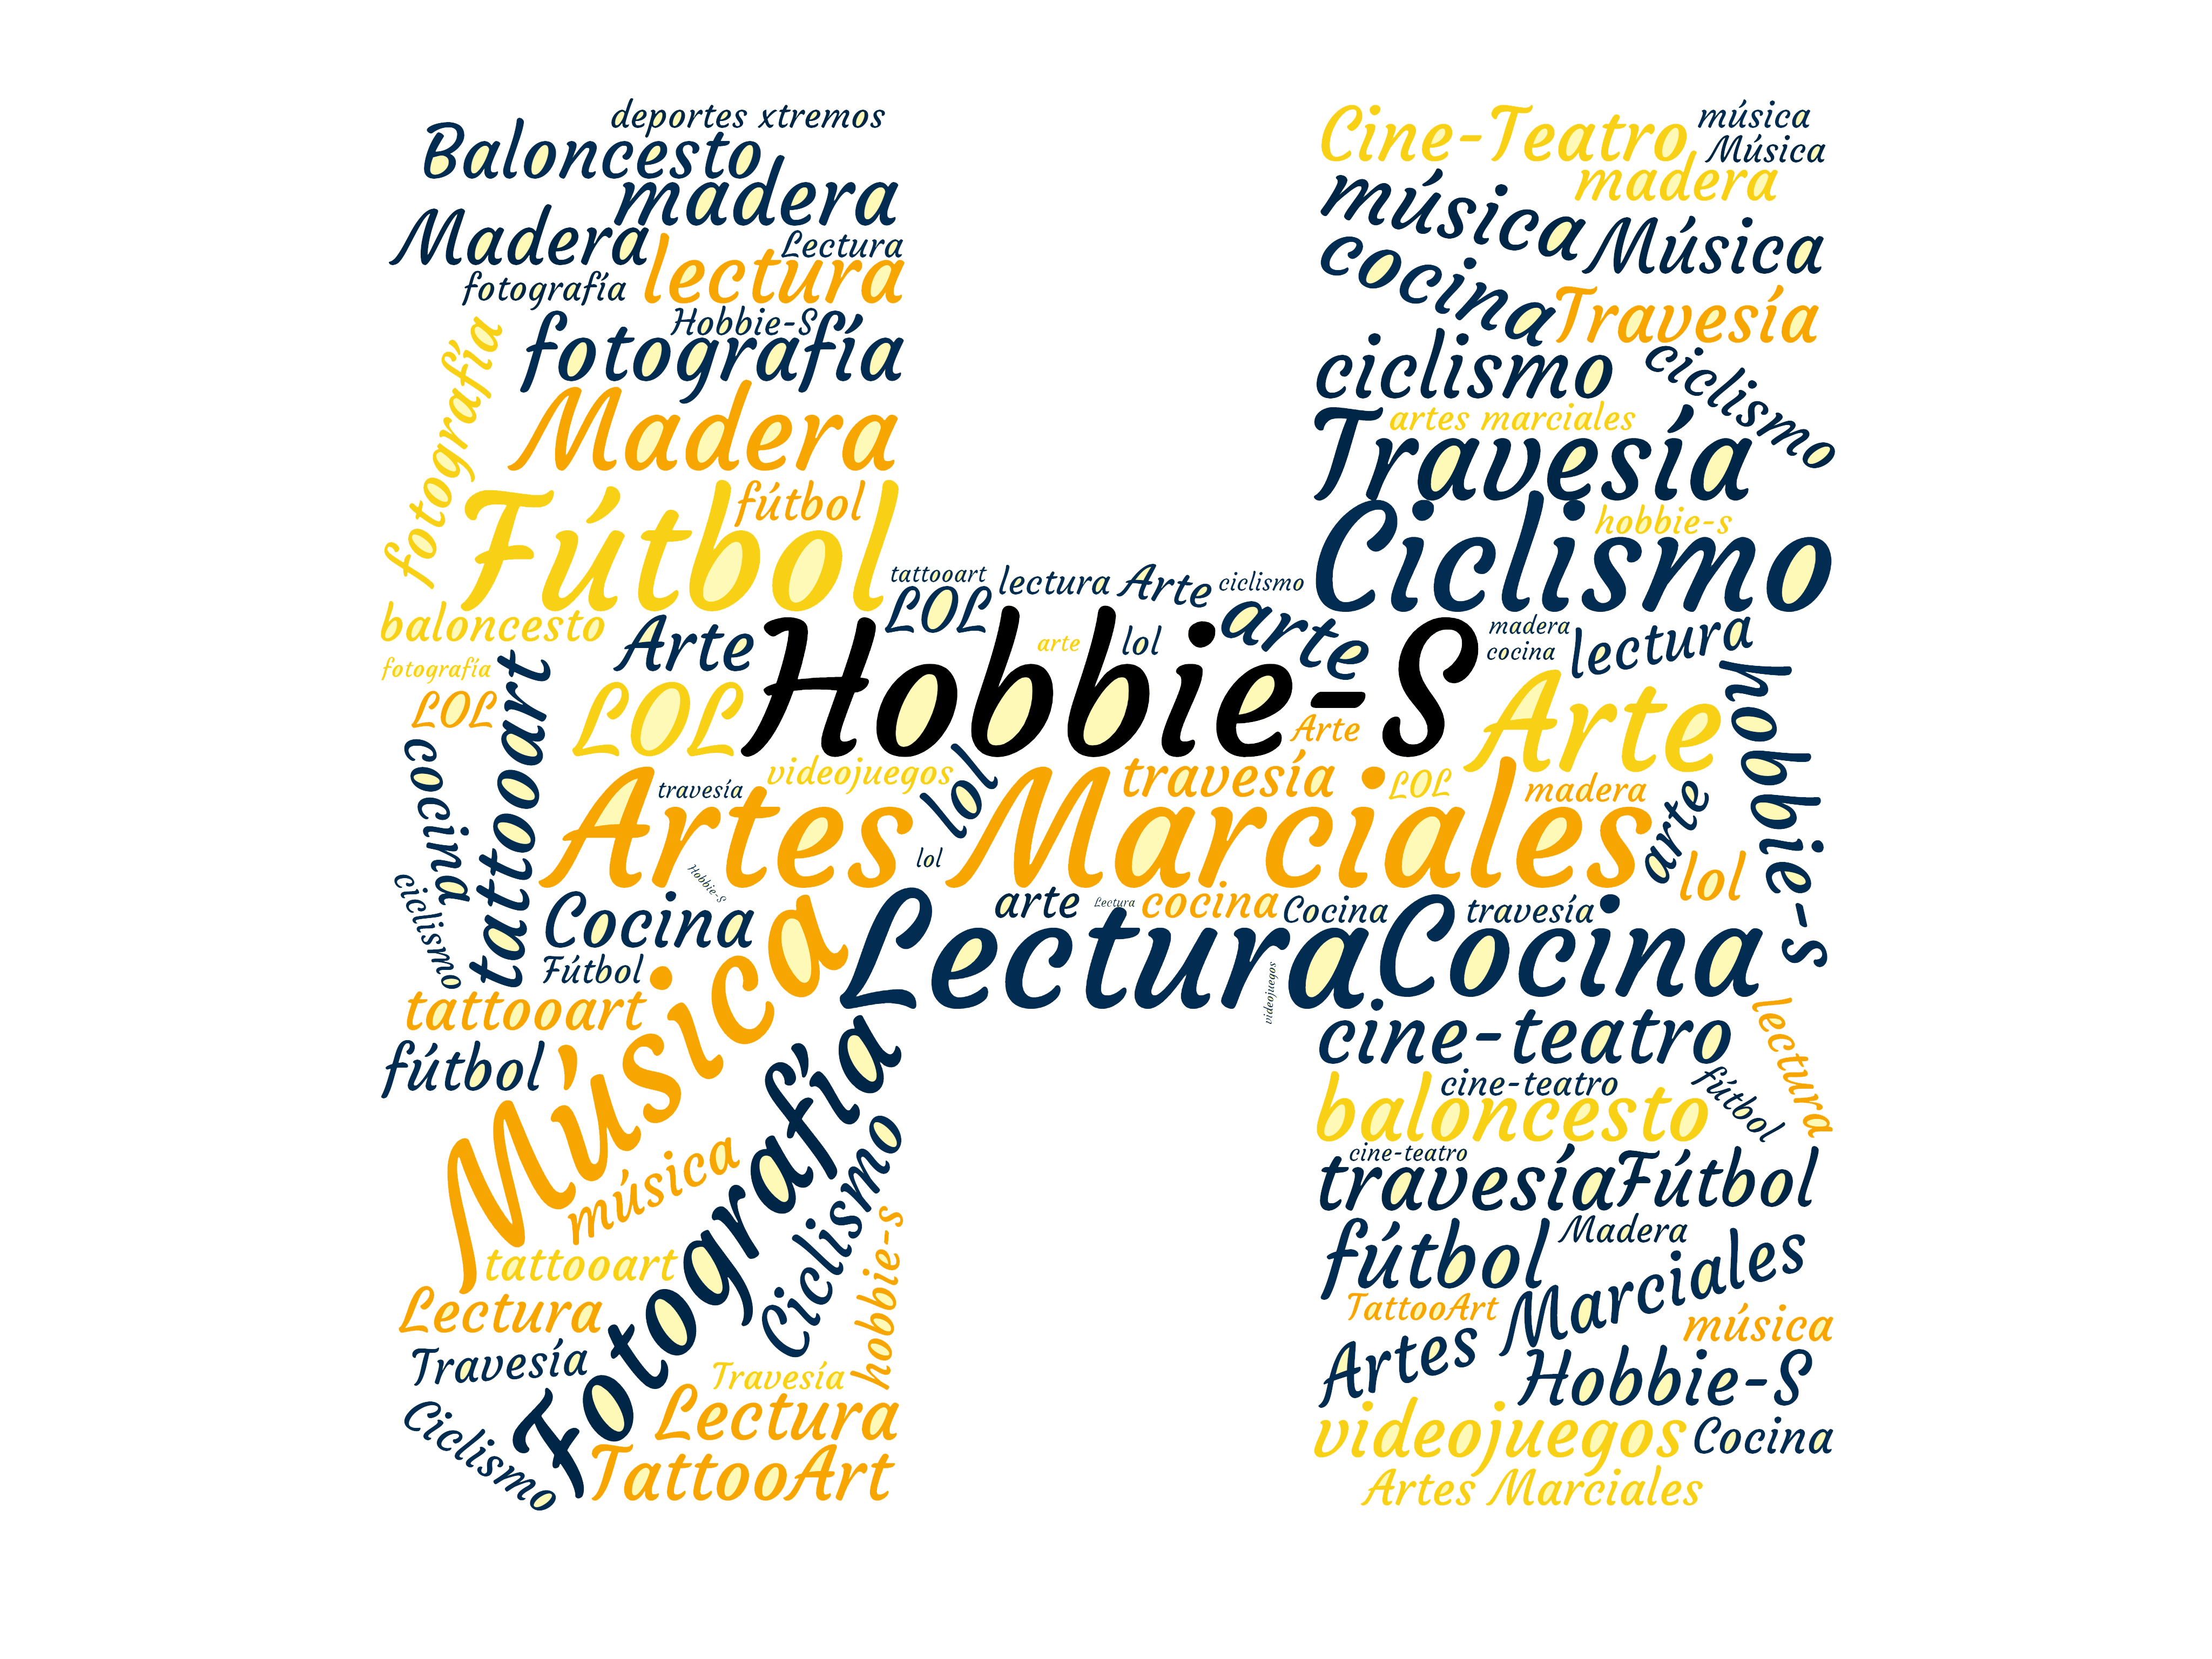 deportes xtremos
Baloncesto
madera
Madera
Lectura
lectura
fotografía
Hobbie-S
fotografía
fotografía
Madera
fútbol
Fútbol
baloncesto
fotografía
LOL
tattooart
cocina
ciclismo
Cine-Teatro
música
Música
madera
música
Música
cocina
Travesía
ciclismo
Ciclismo
artes marciales
Travesía
hobbie-s
Ciclismo
tattooart
lectura
Arte
ciclismo
LOL
Arte
arte
lol
arte
Hobbie-S
madera
cocina
lectura
LOL
Arte
Arte
hobbie-s
travesía
videojuegos
lol
travesía
LOL
madera
Artes Marciales
lol
arte
lol
Hobbie-S
Cocina
Fútbol
arte
Lectura
cocina
Cocina
travesía
Lectura
Cocina
videojuegos
tattooart
fútbol
Música
música
tattooart
Lectura
Travesía
Ciclismo
Fotografía
Ciclismo
hobbie-s
Travesía
Lectura
TattooArt
cine-teatro
lectura
cine-teatro
fútbol
baloncesto
cine-teatro
travesía
Fútbol
fútbol
Madera
TattooArt
Artes Marciales
música
Hobbie-S
videojuegos
Cocina
Artes Marciales